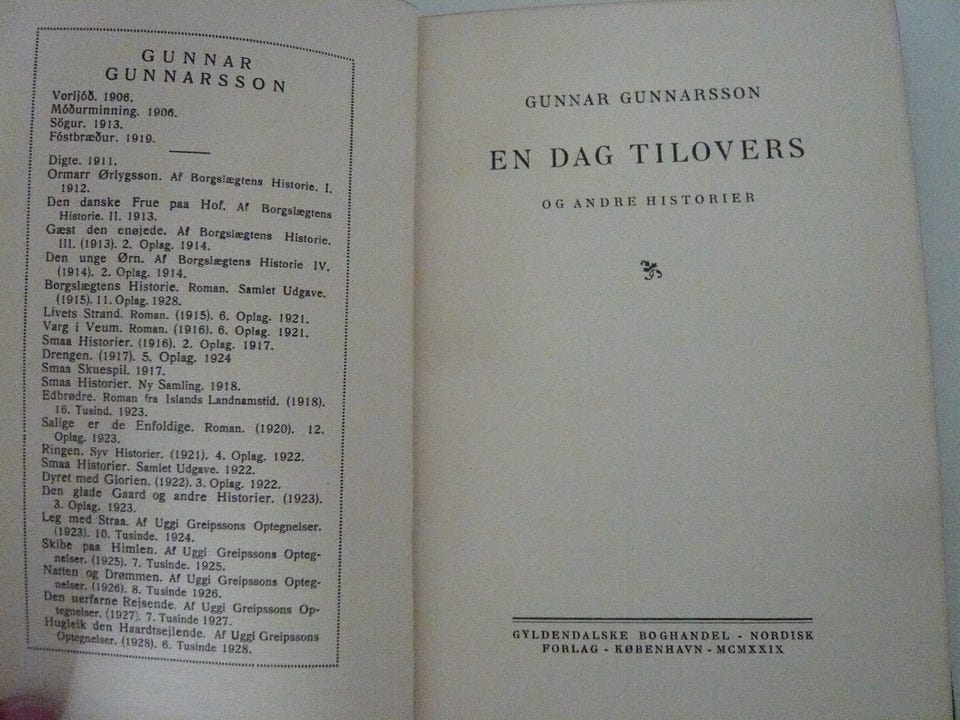 GUNNAR
GUNNARSSON
Vorljóð. 1906.
Móðurminning. 1906.
Sögur. 1913.
Fóstbræður. 1919.
Digte. 1911.
Ormarr Ørlygsson. Af Borgslægtens Historie. I.
1912.
Den danske Frue paa Hof. Af Borgslægtens
Historie. II. 1913.
Gæst den enøjede. Af Borgslægtens Historie.
III. (1913). 2. Oplag. 1914.
Den unge Ørn. Af Borgslægtens Historie IV.
(1914). 2. Oplag. 1914.
Borgslægtens Historie. Roman. Samlet Udgave.
(1915). 11. Oplag. 1928.
Livets Strand. Roman. (1915). 6. Oplag. 1921.
Varg i Veum. Roman. (1916). 6. Oplag. 1921.
Smaa Historier. (1916). 2. Oplag. 1917.
Drengen. (1917). 5. Oplag. 1924
Smaa Skuespil. 1917.
Smaa Historier. Ny Samling. 1918.
Edbrødre. Roman fra Islands Landnamstid. (1918).
16. Tusind. 1923.
Salige er de Enfoldige. Roman. (1920). 12.
Oplag. 1923.
Ringen. Syv Historier. (1921). 4. Oplag. 1922.
Smaa Historier. Samlet Udgave. 1922.
Dyret med Glorien. (1922). 3. Oplag. 1922.
Den glade Gaard og andre Historier. (1923).
3. Oplag. 1923.
Leg med Straa. Af Uggi Greipssons Optegnelser.
(1923). 10. Tusinde. 1924.
Skibe paa Himlen. Af Uggi Greipssons Opteg-
nelser. (1925). 7. Tusinde. 1925.
Natten og Drømmen. Af Uggi Greipssons Opteg-
nelser. (1926). 8. Tusinde 1926.
Den uerfarne Rejsende. Af Uggi Greipssons Op-
tegnelser. (1927). 7. Tusinde 1927.
Hugleik den Haardtsejlende. Af Uggi Greipssons
Optegnelser. (1928). 6. Tusinde 1928.
GUNNAR GUNNARSSON
EN DAG TILOVERS
OG ANDRE HISTORIER
GYLDENDALSKE BOGHANDEL - NORDISK
FORLAG - KØBENHAVN - MCMXXIX